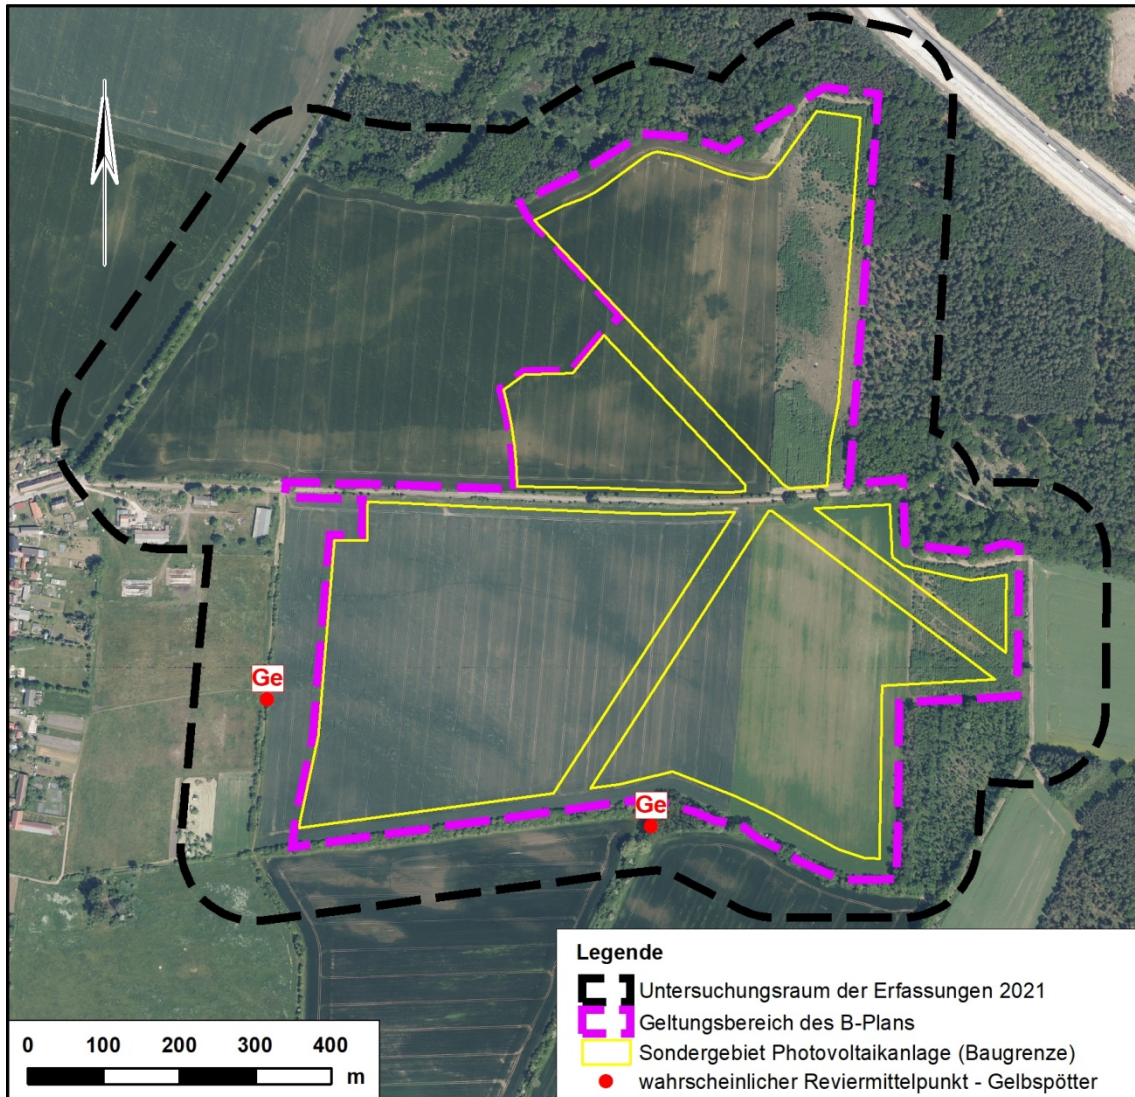 Ge
Ge
Legende
Untersuchungsraum der Erfassungen 2021
Geltungsbereich des B-Plans
Sondergebiet Photovoltaikanlage (Baugrenze)
wahrscheinlicher Reviermittelpunkt - Gelbspötter
0 100 200 300 400
m